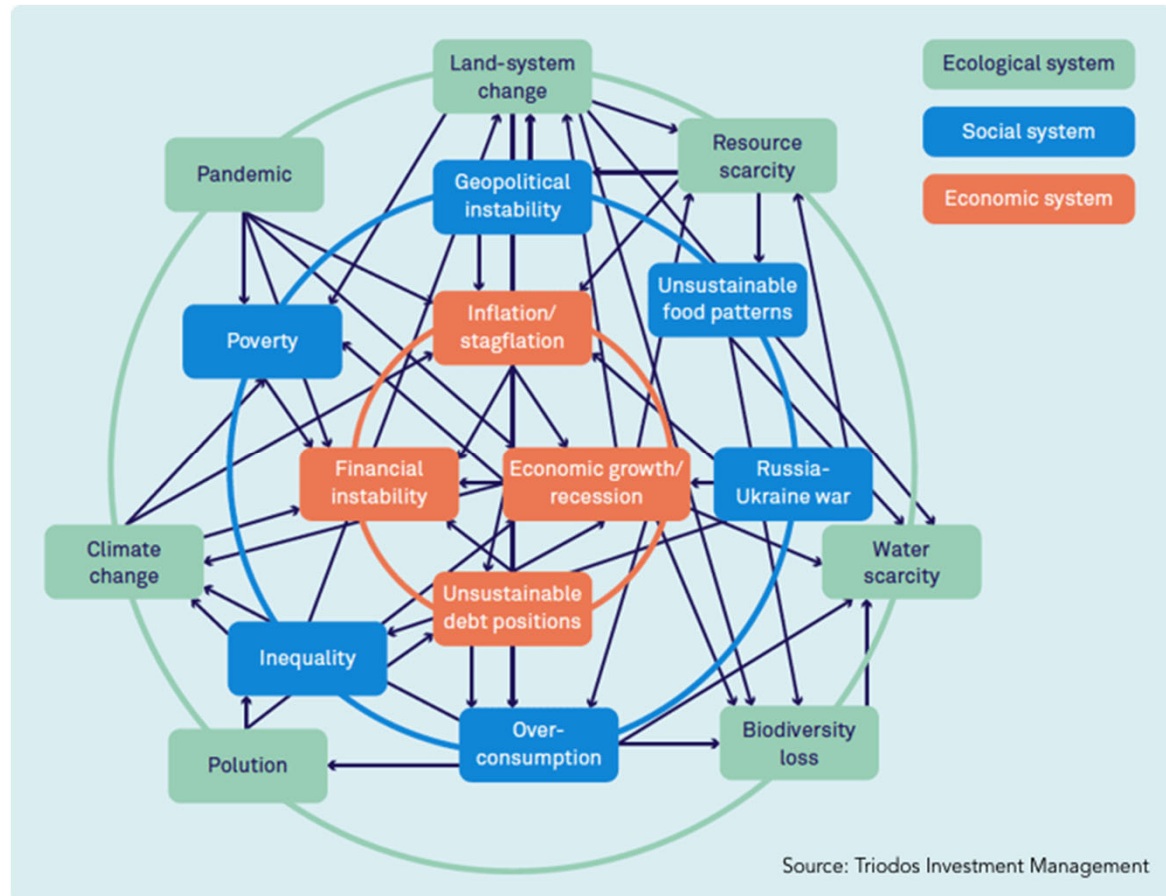 Land-system
change
Ecological system
Pandemic
Resource
scarcity
Social system
Geopolitical
instability
Economic system
Unsustainable
food patterns
Inflation/
stagflation
Poverty
Financial
instability
Economic growth/
recession
Russia-
Ukraine war
Climate
change
Water
scarcity
Unsustainable
debt positions
Inequality
Over-
consumption
Biodiversity
loss
Polution
Source: Triodos Investment Management